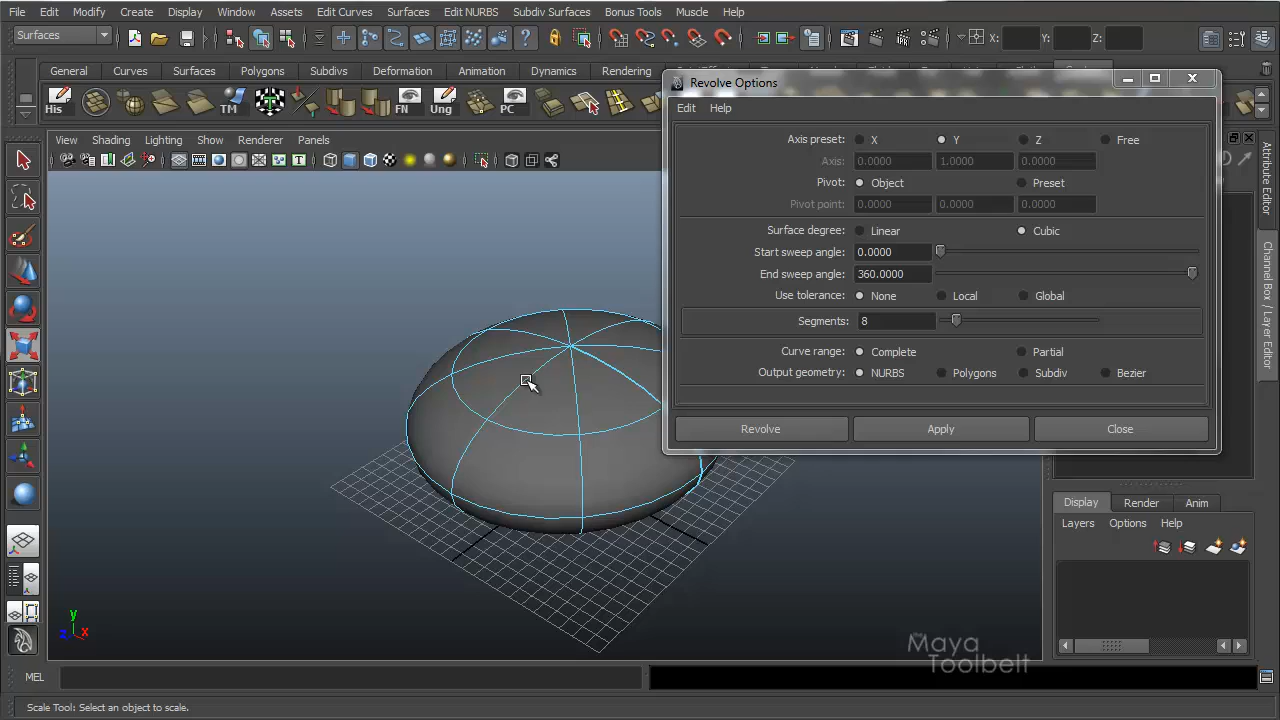 File Edit Modify Create Display Window Assets Edit Curves Surfaces Edit NURBS Subdiv Surfaces Bonus Tools Muscle Help
Surfaces X: Y: Z:
General Curves Surfaces Polygons Subdivs Deformation Animation Dynamics Rendering
His TM FN Ung PC
Revolve Options
Edit Help
View Shading Lighting Show Renderer Panels
Axis preset: X Y Z Free
Axis: 0.0000 1.0000 0.0000
Pivot: Object Preset
Pivot point: 0.0000 0.0000 0.0000
Surface degree: Linear Cubic
Start sweep angle: 0.0000
End sweep angle: 360.0000
Use tolerance: None Local Global
Segments: 8
Curve range: Complete Partial
Output geometry: NURBS Polygons Subdiv Bezier
Revolve Apply Close
Attribute Editor
Channel Box / Layer Editor
Display Render Anim
Layers Options Help
y
z x
The Maya
Toolbelt
MEL
Scale Tool: Select an object to scale.